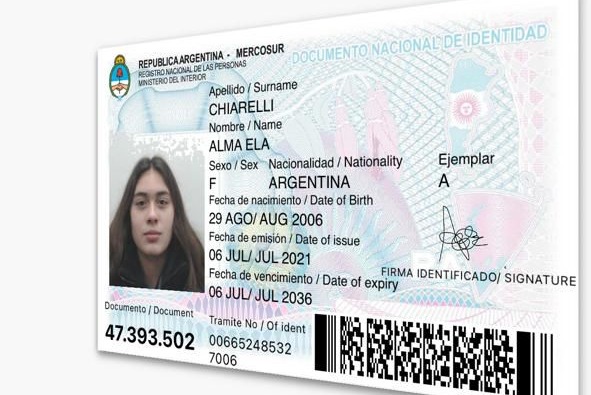 REPUBLICA ARGENTINA - MERCOSUR
REGISTRO NACIONAL DE LAS PERSONAS
MINISTERIO DEL INTERIOR
DOCUMENTO NACIONAL DE IDENTIDAD
Apellido / Surname
CHIARELLI
Nombre / Name
ALMA ELA
Sexo / Sex Nacionalidad / Nationality Ejemplar
F ARGENTINA A
Fecha de nacimiento / Date of Birth
29 AGO/ AUG 2006
Fecha de emisión / Date of issue
06 JUL/ JUL 2021
Fecha de vencimiento / Date of expiry
06 JUL/ JUL 2036
FIRMA IDENTIFICADO/ SIGNATURE
Documento / Document
47.393.502
Tramite No / Of ident
00665248532
7006